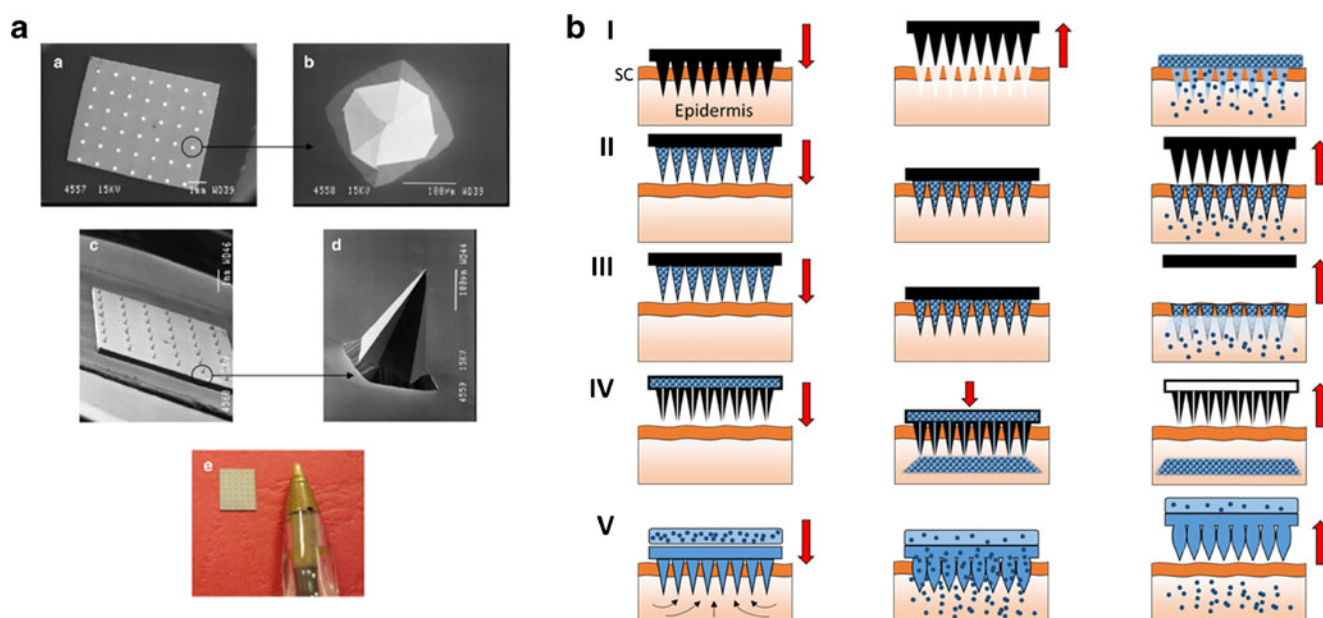 a
a
4557 15KV 1mm WD39
b
4558 15KV 100µm WD39
c
1mm WD46
d
100µm WD44
4559 15KV
e
b
I
SC
Epidermis
II
III
IV
V